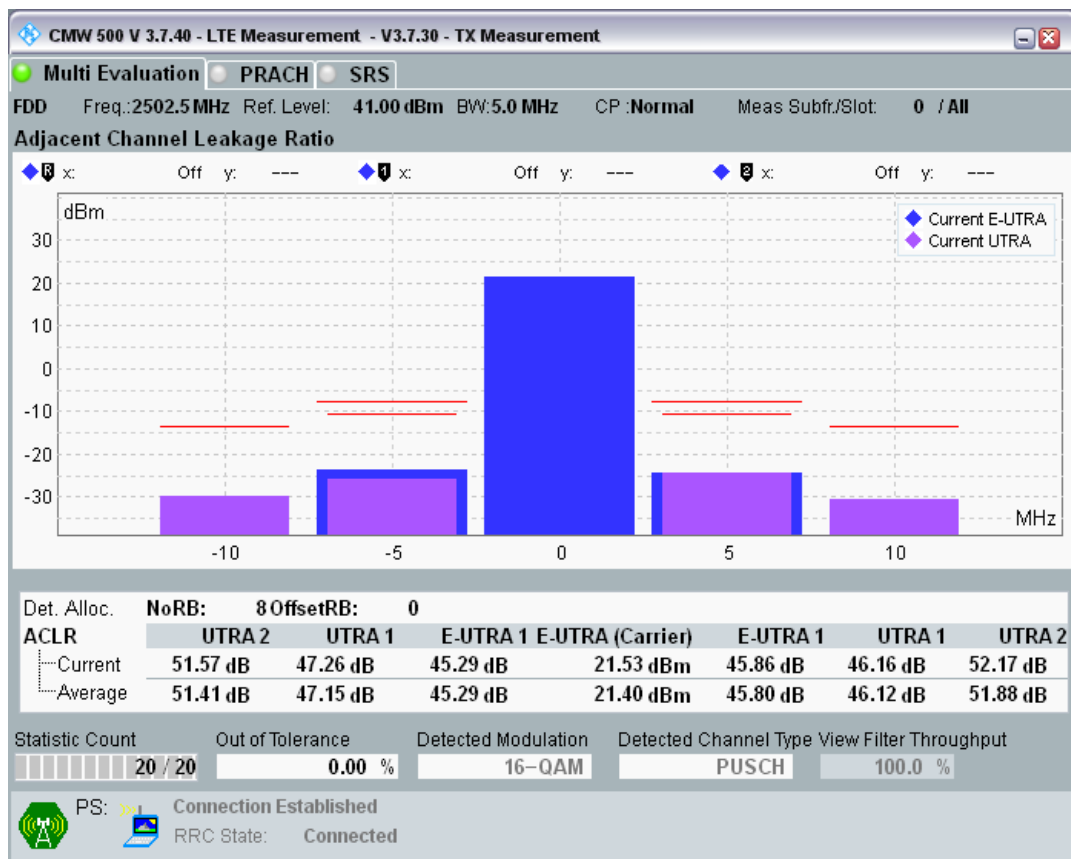 CMW 500 V 3.7.40 - LTE Measurement - V3.7.30 - TX Measurement
Multi Evaluation PRACH SRS
FDD Freq.:2502.5 MHz Ref. Level: 41.00 dBm BW:5.0 MHz CP :Normal Meas Subfr./Slot: 0 / All
Adjacent Channel Leakage Ratio
R x: Off y: --- 1 x: Off y: --- 2 x: Off y: ---
dBm
Current E-UTRA
Current UTRA
30
20
10
0
-10
-20
-30
MHz
-10 -5 0 5 10
Det. Alloc. NoRB: 8 OffsetRB: 0
ACLR UTRA 2 UTRA 1 E-UTRA 1 E-UTRA (Carrier) E-UTRA 1 UTRA 1 UTRA 2
Current 51.57 dB 47.26 dB 45.29 dB 21.53 dBm 45.86 dB 46.16 dB 52.17 dB
Average 51.41 dB 47.15 dB 45.29 dB 21.40 dBm 45.80 dB 46.12 dB 51.88 dB
Statistic Count Out of Tolerance Detected Modulation Detected Channel Type View Filter Throughput
20 / 20 0.00 % 16-QAM PUSCH 100.0 %
PS: Connection Established
RRC State: Connected